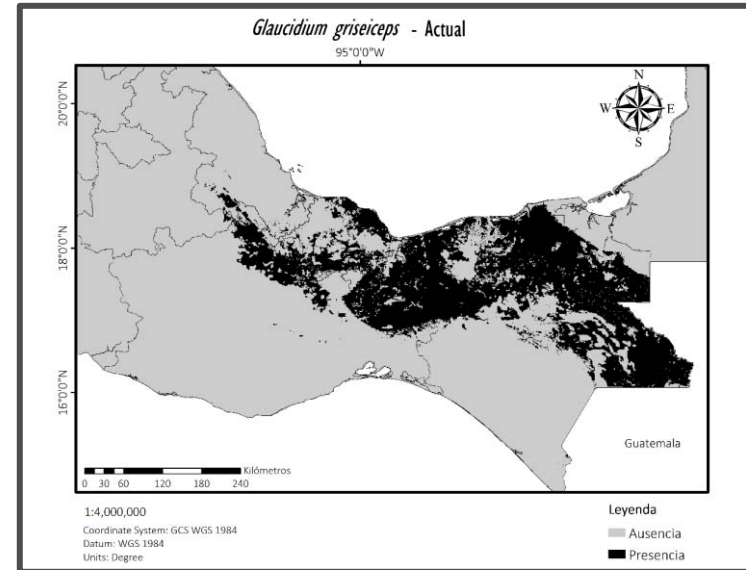 Glaucidium griseiceps - Actual
95°0'0"W
20°0'0"N
18°0'0"N
16°0'0"N
N
W E
S
Guatemala
Kilómetros
0 30 60 120 180 240
1:4,000,000
Coordinate System: GCS WGS 1984
Datum: WGS 1984
Units: Degree
Leyenda
Ausencia
Presencia